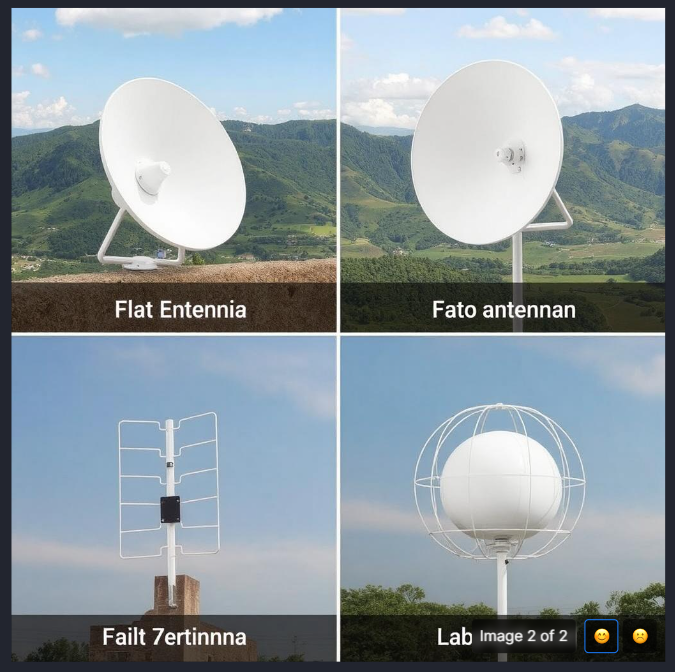 Flat Entennia
Fato antennan
Failt 7ertinnna
Lab
Image 2 of 2